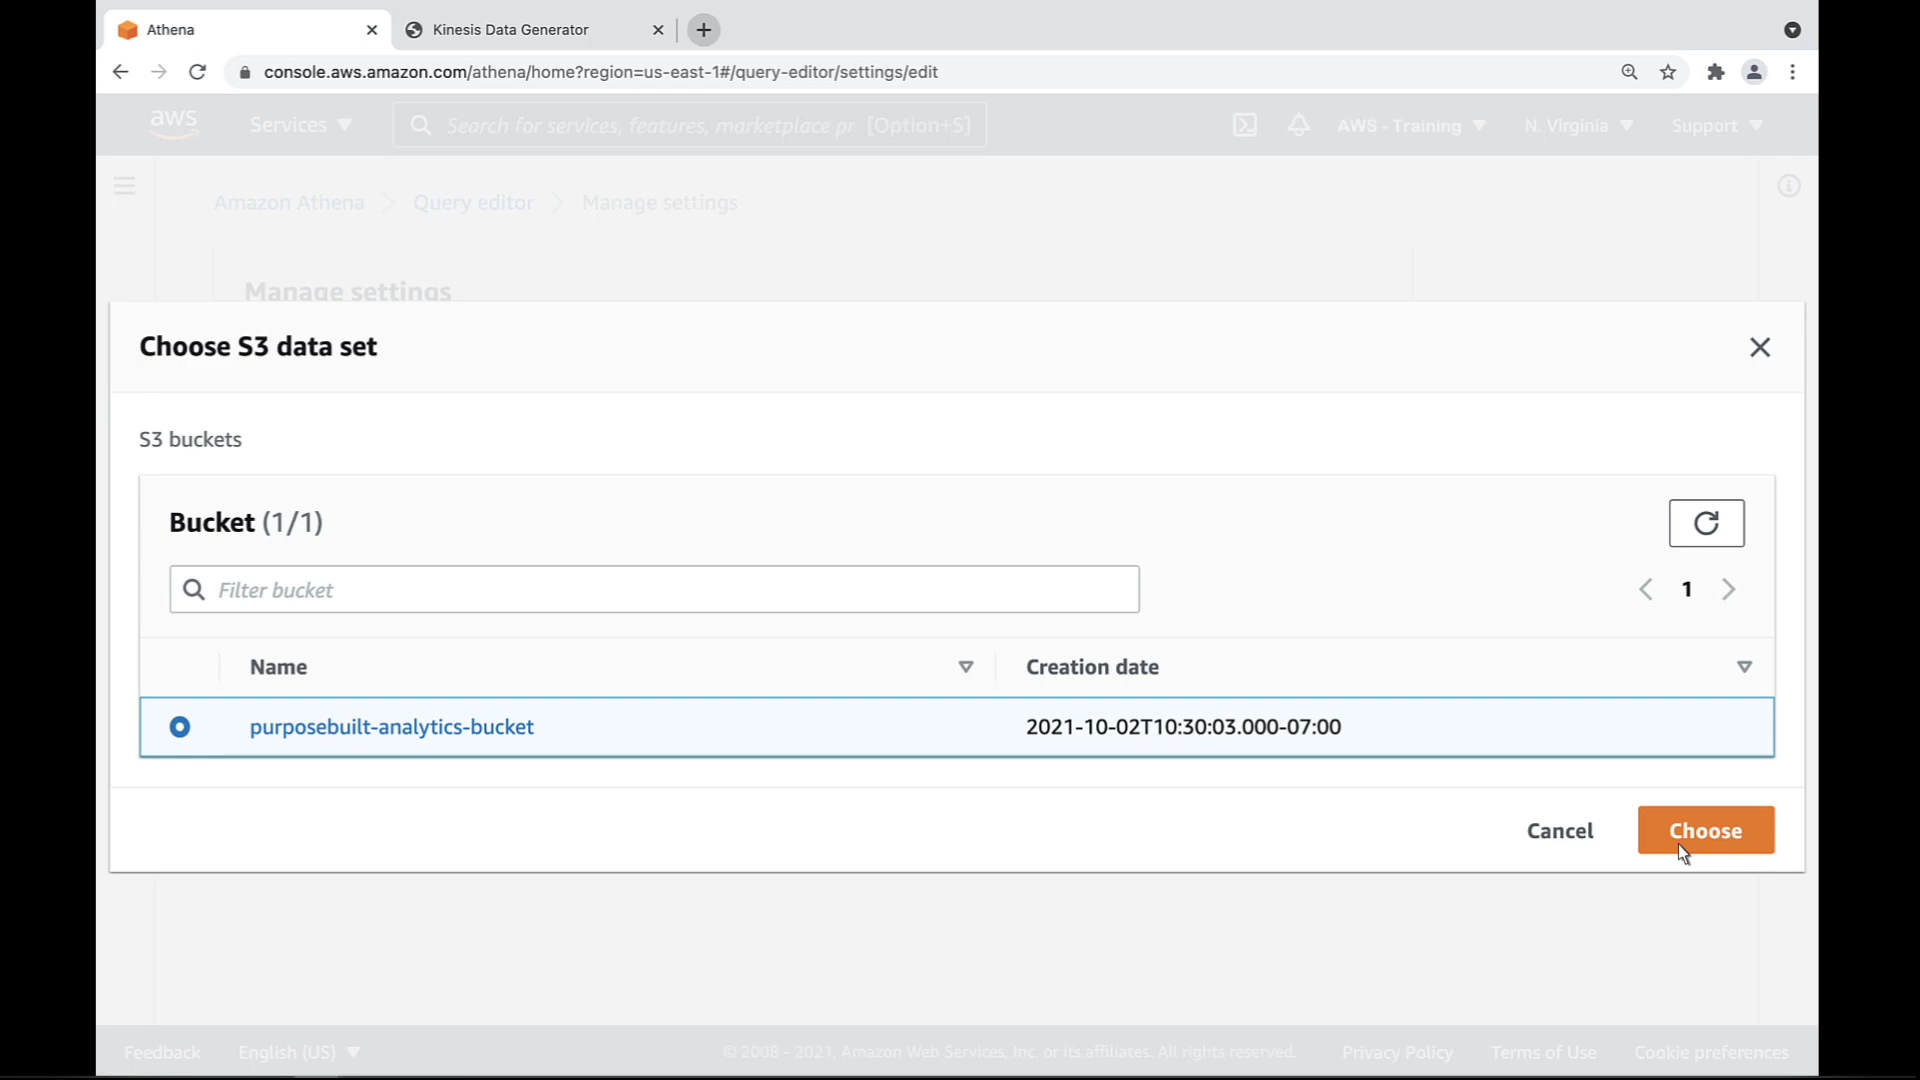 Athena
Kinesis Data Generator
console.aws.amazon.com/athena/home?region=us-east-1#/query-editor/settings/edit
aws
Services
Search for services, features, marketplace pr
[Option+S]
AWS - Training
N. Virginia
Support
Amazon Athena
Query editor
Manage settings
Manage settings
Choose S3 data set
S3 buckets
Bucket (1/1)
Filter bucket
1
Name
Creation date
purposebuilt-analytics-bucket
2021-10-02T10:30:03.000-07:00
Cancel
Choose
Feedback
English (US)
© 2008 - 2021, Amazon Web Services, Inc. or its affiliates. All rights reserved.
Privacy Policy
Terms of Use
Cookie preferences